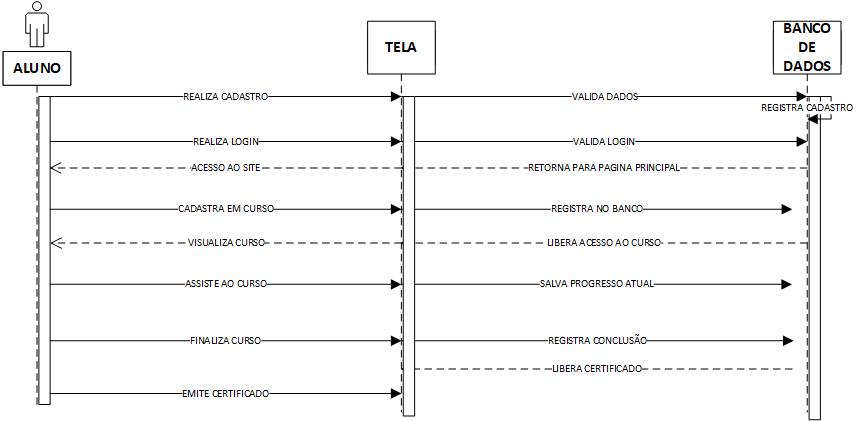 ALUNO
TELA
BANCO
DE
DADOS
REALIZA CADASTRO
VALIDA DADOS
REGISTRA CADASTRO
REALIZA LOGIN
VALIDA LOGIN
ACESSO AO SITE
RETORNA PARA PAGINA PRINCIPAL
CADASTRA EM CURSO
REGISTRA NO BANCO
VISUALIZA CURSO
LIBERA ACESSO AO CURSO
ASSISTE AO CURSO
SALVA PROGRESSO ATUAL
FINALIZA CURSO
REGISTRA CONCLUSÃO
LIBERA CERTIFICADO
EMITE CERTIFICADO